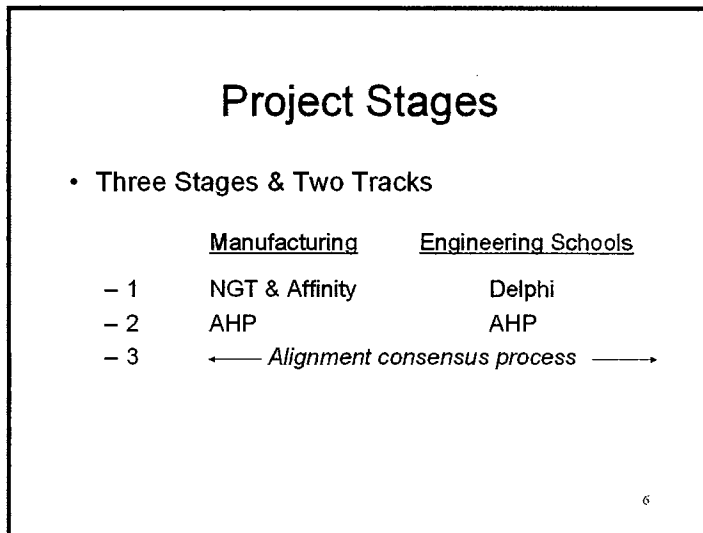 Project Stages
• Three Stages & Two Tracks
Manufacturing Engineering Schools
– 1 NGT & Affinity Delphi
– 2 AHP AHP
– 3 ← Alignment consensus process →
6